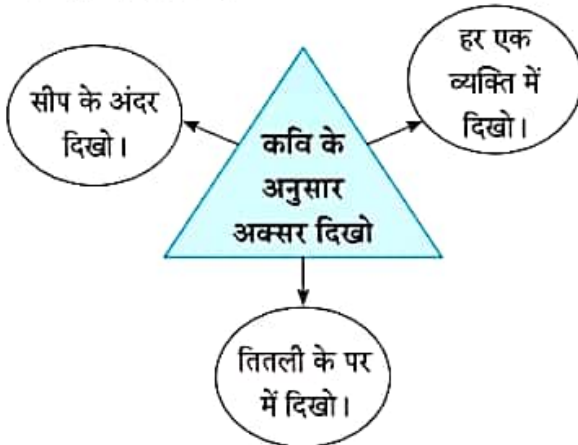 सीप के अंदर
दिखो।
हर एक
व्यक्ति में
दिखो।
कवि के
अनुसार
अक्सर दिखो
तितली के पर
में दिखो।